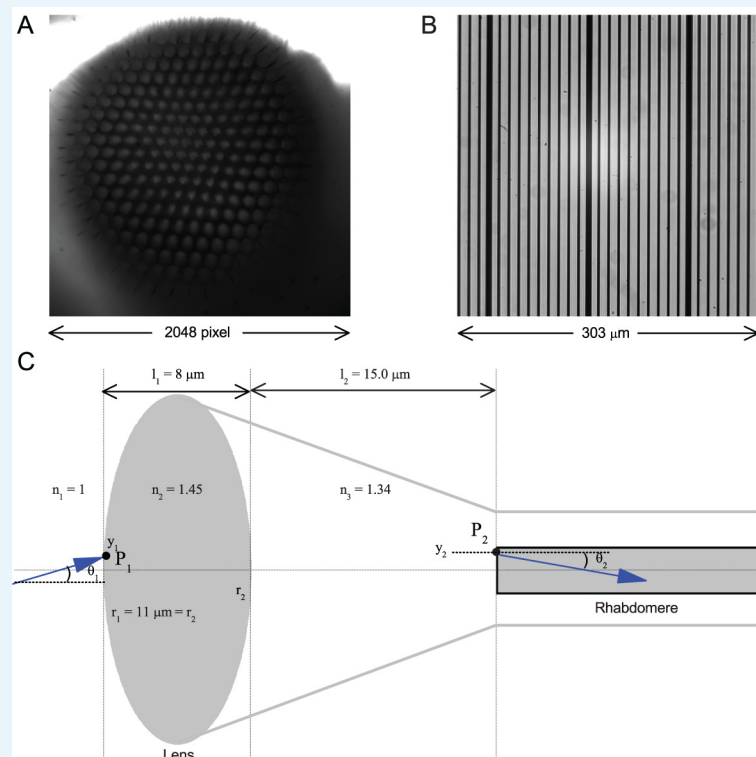 A
B
2048 pixel
303 μm
C
l₁ = 8 μm
l₂ = 15.0 μm
n₁ = 1
n₂ = 1.45
n₃ = 1.34
y₁
P₁
θ₁
y₂
P₂
θ₂
r₁ = 11 μm = r₂
r₂
Rhabdomere
Lens